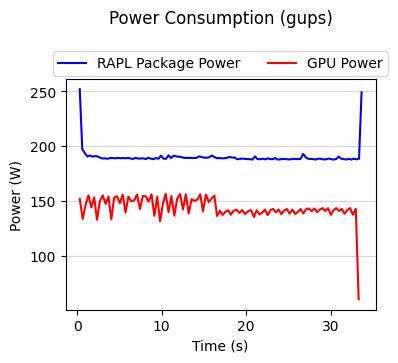 Power Consumption (gups)
RAPL Package Power
GPU Power
250
200
150
100
Power (W)
0
10
20
30
Time (s)